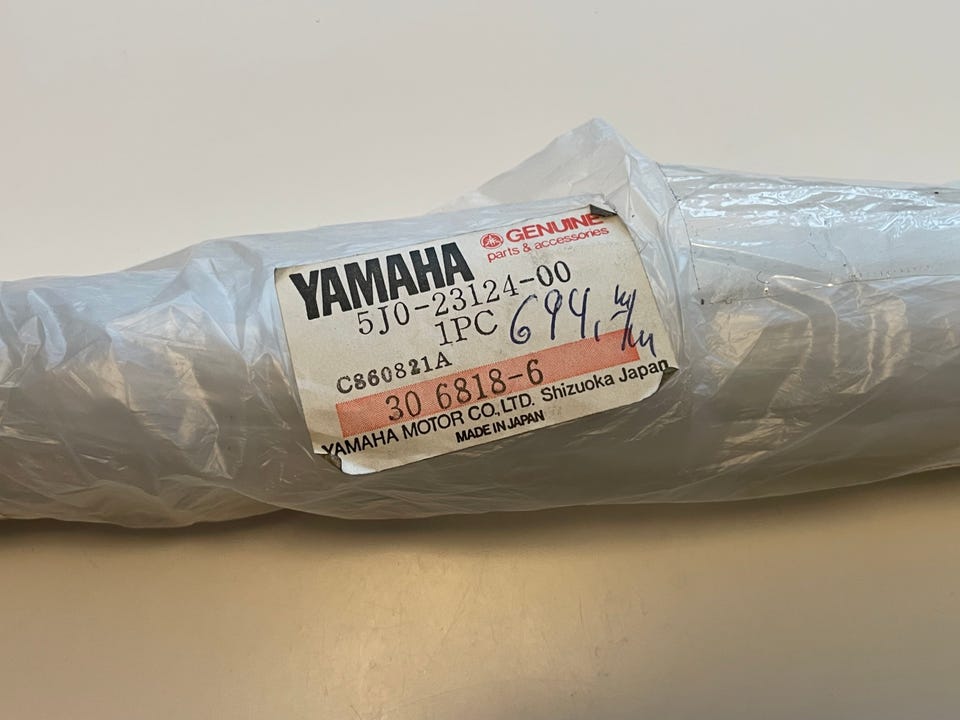 YAMAHA
GENUINE
parts & accessories
5J0-23124-00
1PC
694,
C860821A
30 6818-6
YAMAHA MOTOR CO., LTD. Shizuoka Japan
MADE IN JAPAN